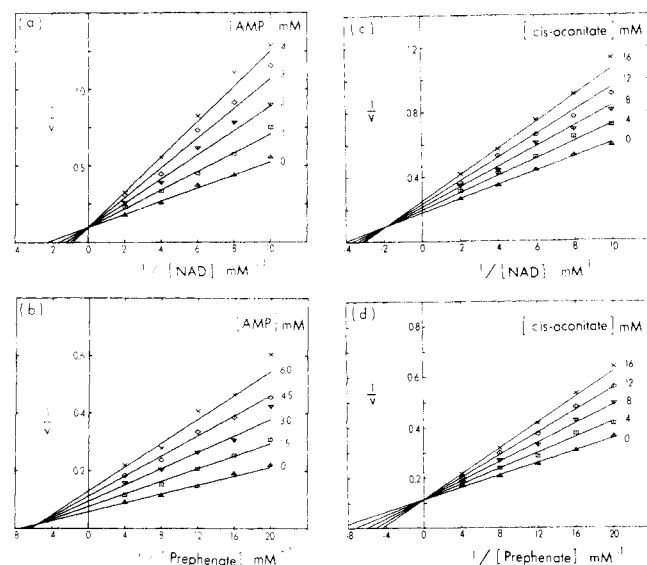 (a)
[AMP] mM
4
3
2
1
0
1.0
0.5
1/v
4 2 0 2 4 6 8 10
1/[NAD] mM⁻¹
(c)
[cis-aconitate] mM
16
12
8
4
0
1.2
0.8
0.4
1/v
4 2 0 2 4 6 8 10
1/[NAD] mM⁻¹
(b)
[AMP] mM
6.0
4.5
3.0
1.5
0
0.6
0.4
0.2
1/v
8 4 0 4 8 12 16 20
1/[Prephenate] mM⁻¹
(d)
[cis-aconitate] mM
16
12
8
4
0
0.8
0.6
0.4
0.2
1/v
-8 -4 0 4 8 12 16 20
1/[Prephenate] mM⁻¹